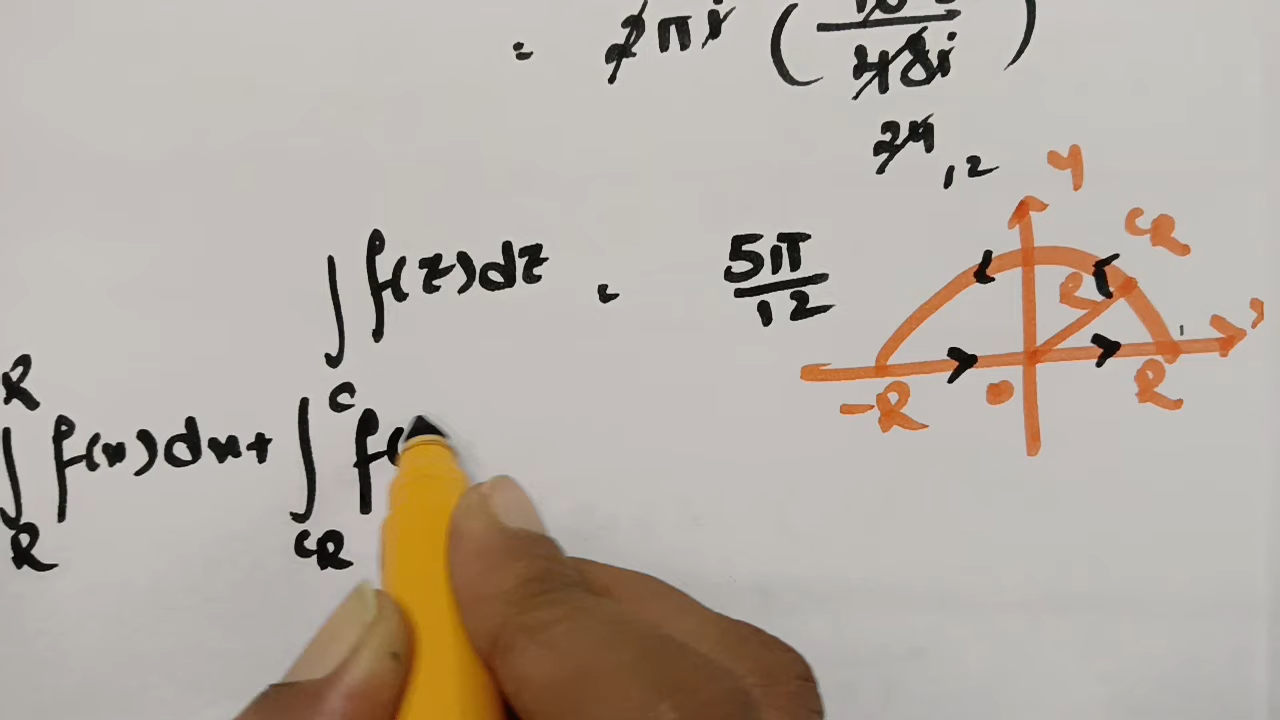 = 2πi ( / 48i )
24 12
∫ f(z)dz = 5π/12
C
R
∫ f(x)dx + ∫ f(
R CR
y
CR
R
-R O R